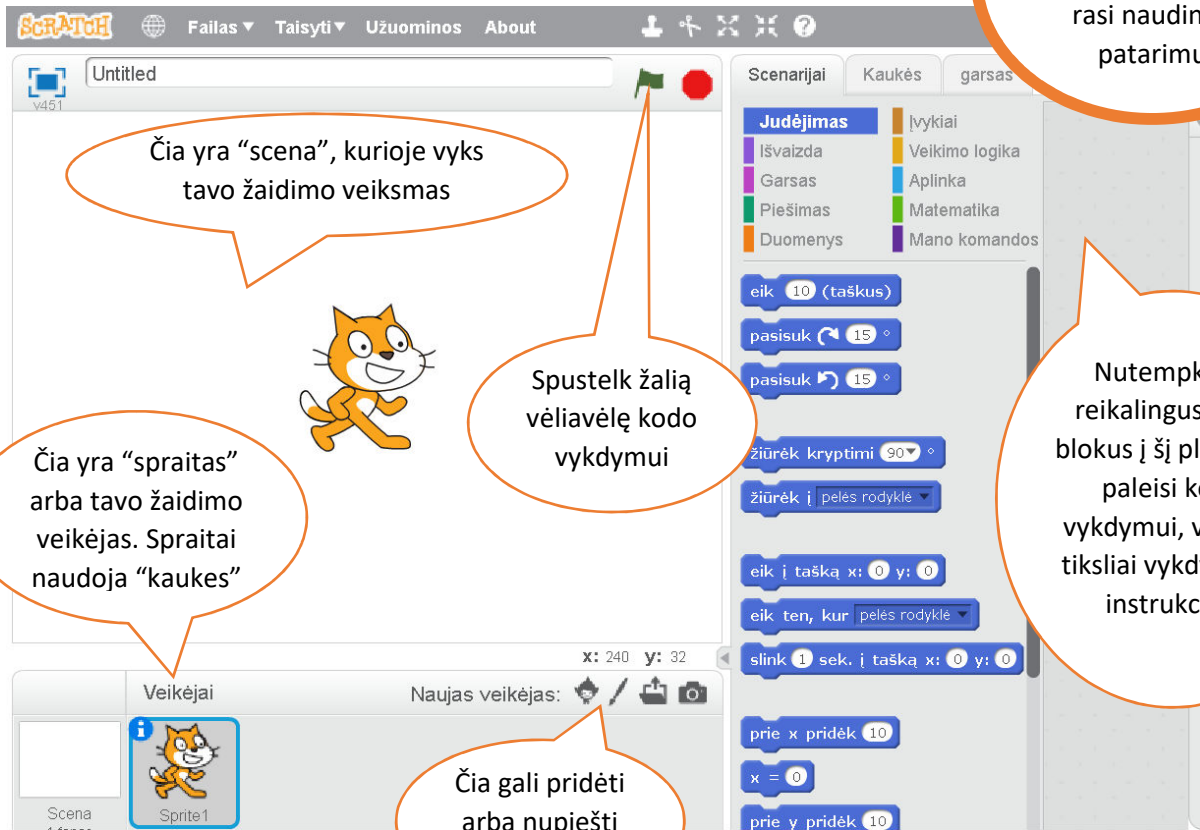 SCRATCH Failas Taisyti Užuominos About
v451
Untitled
Čia yra “scena”, kurioje vyks
tavo žaidimo veiksmas
Spustelk žalią
vėliavėlę kodo
vykdymui
Čia yra “spraitas”
arba tavo žaidimo
veikėjas. Spraitai
naudoja “kaukes”
x: 240 y: 32
Veikėjai
Naujas veikėjas:
Scena
Sprite1
Čia gali pridėti
arba nupiešti
Scenarijai Kaukės garsas
Judėjimas
Išvaizda
Garsas
Piešimas
Duomenys
Įvykiai
Veikimo logika
Aplinka
Matematika
Mano komandos
eik 10 (taškus)
pasisuk 15 °
pasisuk 15 °
žiūrėk kryptimi 90 °
žiūrėk į pelės rodyklė
eik į tašką x: 0 y: 0
eik ten, kur pelės rodyklė
slink 1 sek. į tašką x: 0 y: 0
prie x pridėk 10
x = 0
prie y pridėk 10
rasi naudin
patarimu
Nutempk
reikalingus
blokus į šį pl
paleisi k
vykdymui, v
tiksliai vykd
instrukc